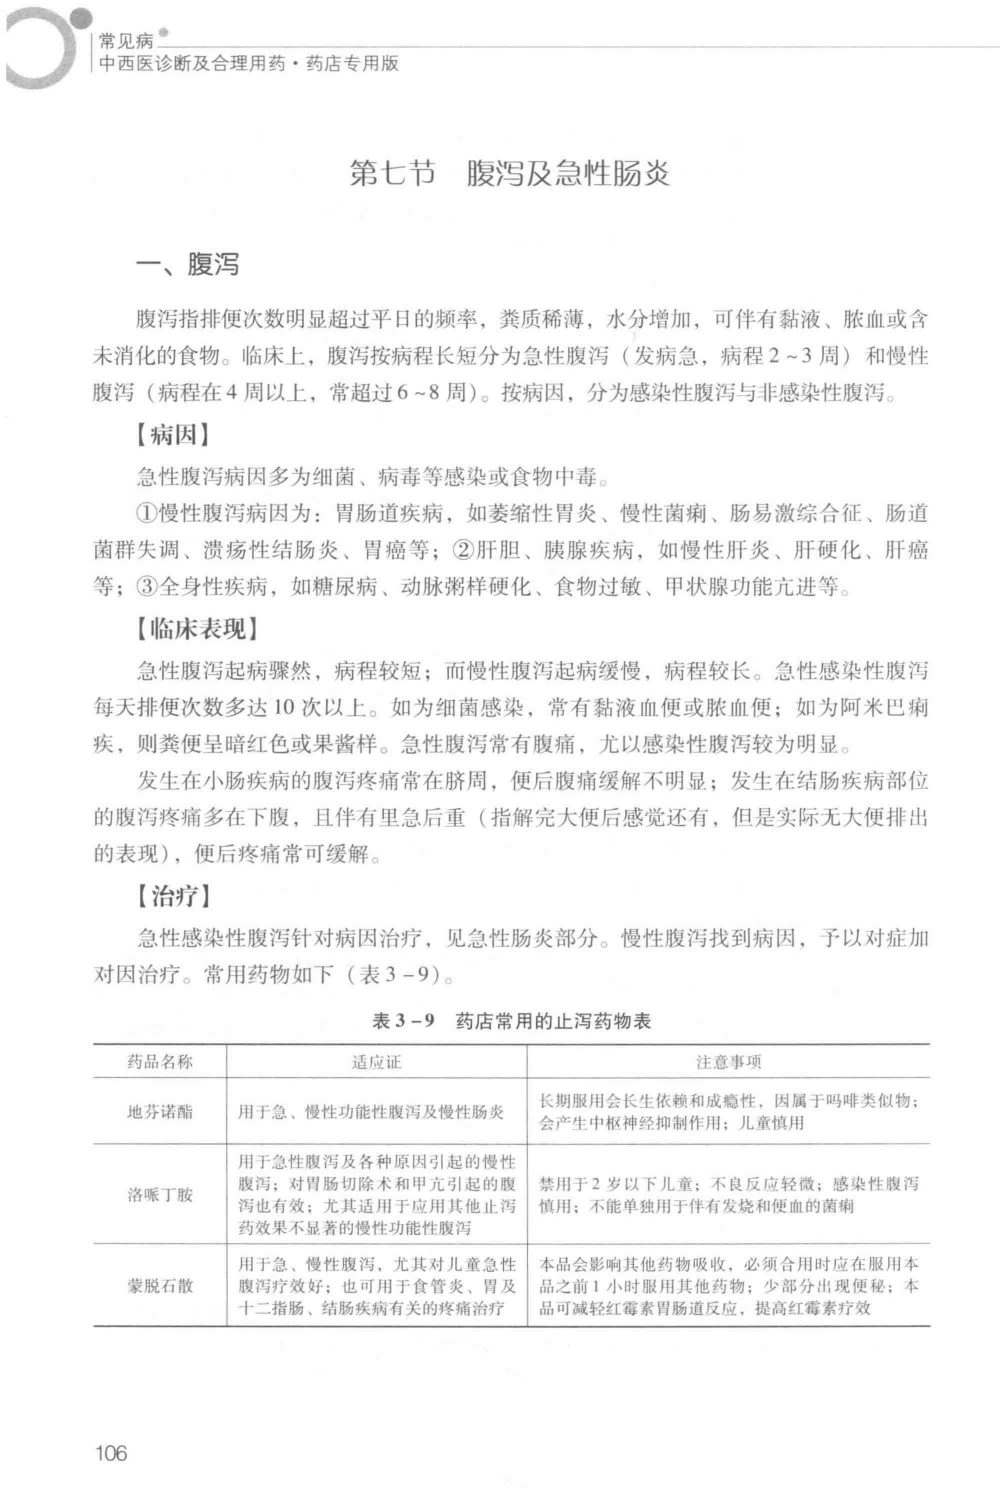 常见病
中西医诊断及合理用药·药店专用版
第七节 腹泻及急性肠炎
一、腹泻
腹泻指排便次数明显超过平日的频率，粪质稀薄，水分增加，可伴有黏液、脓血或含
未消化的食物。临床上，腹泻按病程长短分为急性腹泻（发病急，病程2～3周）和慢性
腹泻（病程在4周以上，常超过6～8周）。按病因，分为感染性腹泻与非感染性腹泻。
【病因】
急性腹泻病因多为细菌、病毒等感染或食物中毒。
①慢性腹泻病因为：胃肠道疾病，如萎缩性胃炎、慢性菌痢、肠易激综合征、肠道
菌群失调、溃疡性结肠炎、胃癌等；②肝胆、胰腺疾病，如慢性肝炎、肝硬化、肝癌
等；③全身性疾病，如糖尿病、动脉粥样硬化、食物过敏、甲状腺功能亢进等。
【临床表现】
急性腹泻起病骤然，病程较短；而慢性腹泻起病缓慢，病程较长。急性感染性腹泻
每天排便次数多达10次以上。如为细菌感染，常有黏液血便或脓血便；如为阿米巴痢
疾，则粪便呈暗红色或果酱样。急性腹泻常有腹痛，尤以感染性腹泻较为明显。
发生在小肠疾病的腹泻疼痛常在脐周，便后腹痛缓解不明显；发生在结肠疾病部位
的腹泻疼痛多在下腹，且伴有里急后重（指解完大便后感觉还有，但是实际无大便排出
的表现），便后疼痛常可缓解。
【治疗】
急性感染性腹泻针对病因治疗，见急性肠炎部分。慢性腹泻找到病因，予以对症加
对因治疗。常用药物如下（表3-9）。
表3-9 药店常用的止泻药物表
药品名称 适应证 注意事项
地芬诺酯 用于急、慢性功能性腹泻及慢性肠炎
长期服用会长生依赖和成瘾性，因属于吗啡类似物；
会产生中枢神经抑制作用；儿童慎用
洛哌丁胺
用于急性腹泻及各种原因引起的慢性
腹泻；对胃肠切除术和甲亢引起的腹
泻也有效；尤其适用于应用其他止泻
药效果不显著的慢性功能性腹泻
禁用于2岁以下儿童；不良反应轻微；感染性腹泻
慎用；不能单独用于伴有发烧和便血的菌痢
蒙脱石散
用于急、慢性腹泻，尤其对儿童急性
腹泻疗效好；也可用于食管炎、胃及
十二指肠、结肠疾病有关的疼痛治疗
本品会影响其他药物吸收，必须合用时应在服用本
品之前1小时服用其他药物；少部分出现便秘；本
品可减轻红霉素胃肠道反应，提高红霉素疗效
106